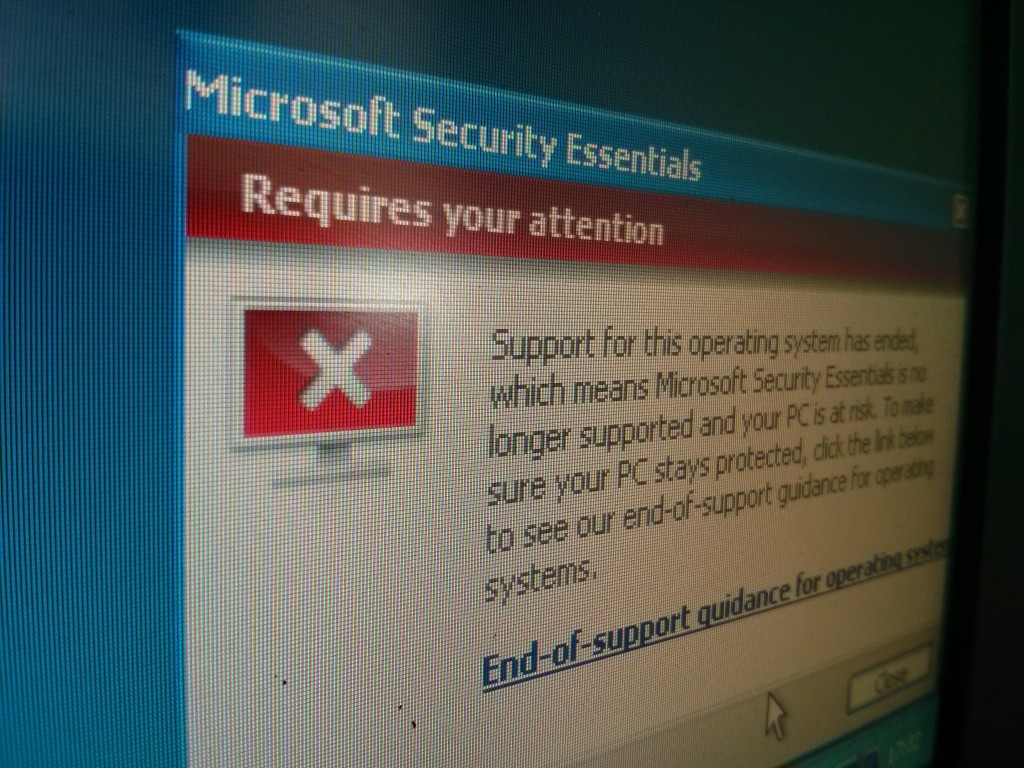 Microsoft Security Essentials
Requires your attention
Support for this operating system has ended,
which means Microsoft Security Essentials is no
longer supported and your PC is at risk. To make
sure your PC stays protected, click the link below
to see our end-of-support guidance for operating
systems.
End-of-support guidance for operating
Close